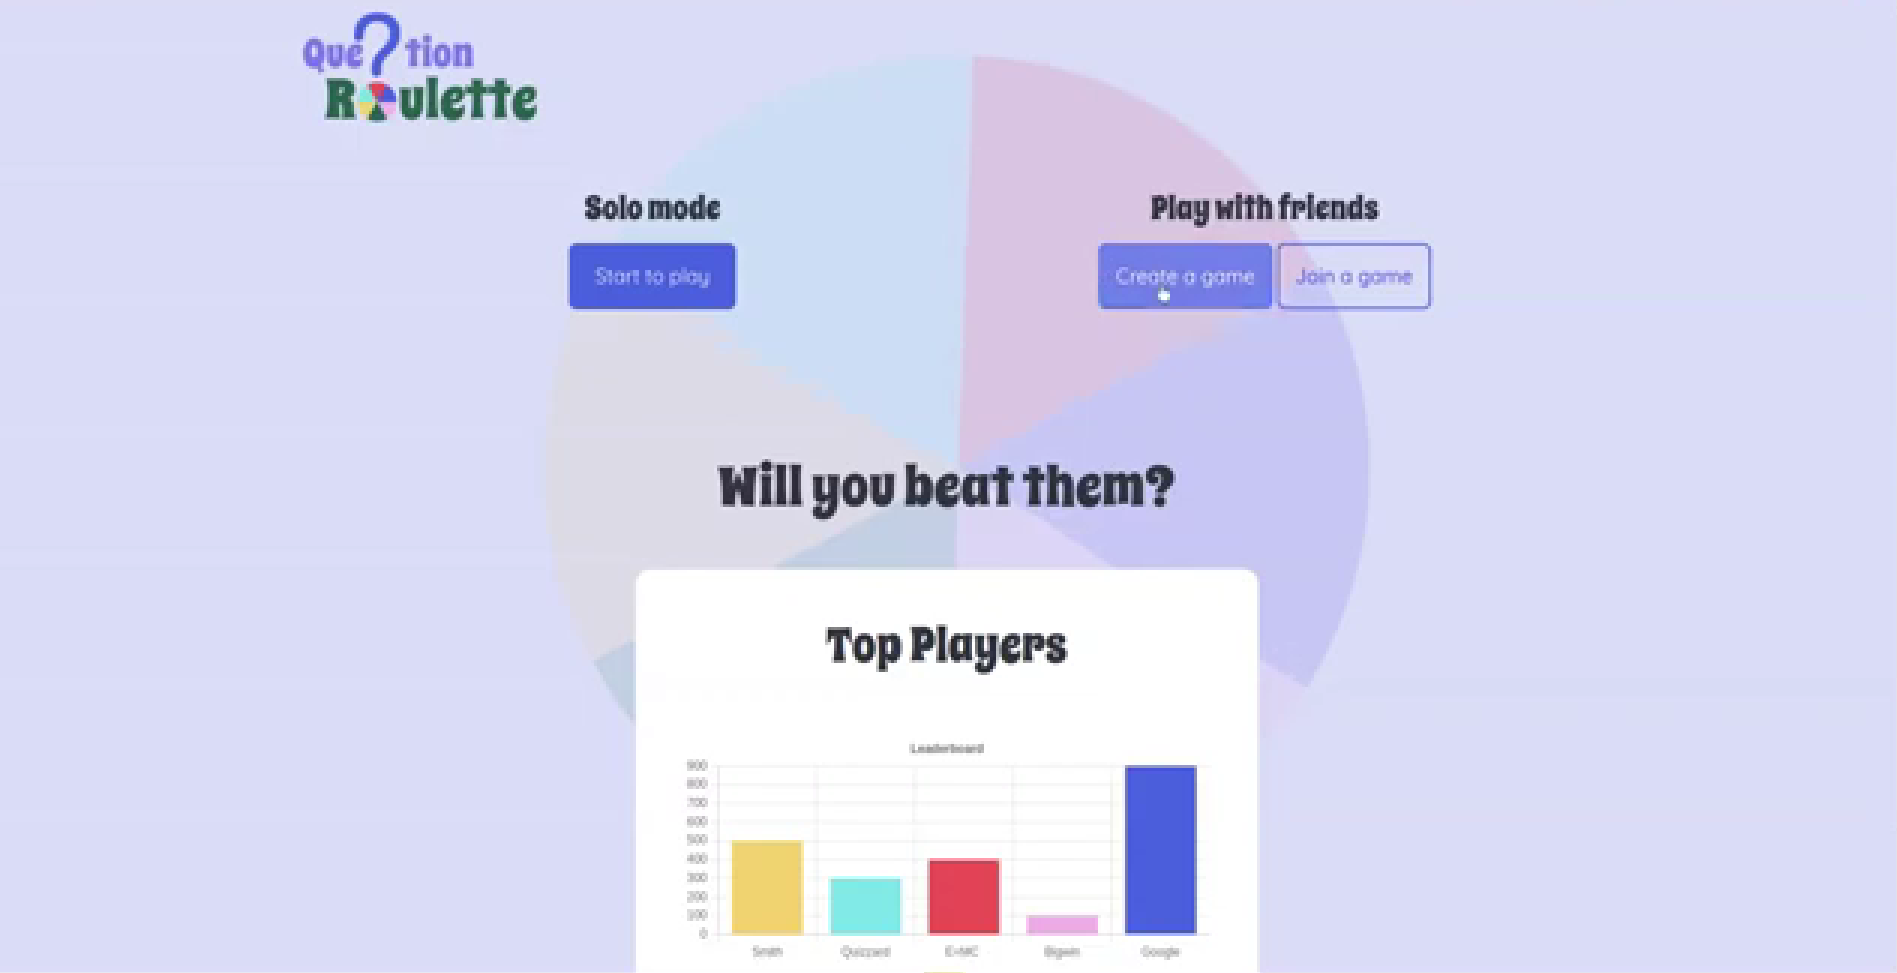 Que?tion
Roulette
Solo mode
Play with friends
Start to play
Create a game
Join a game
Will you beat them?
Top Players
Leaderboard
900
800
700
600
500
400
300
200
100
0
Smith
Quizzard
E=MC
Bigwin
Google